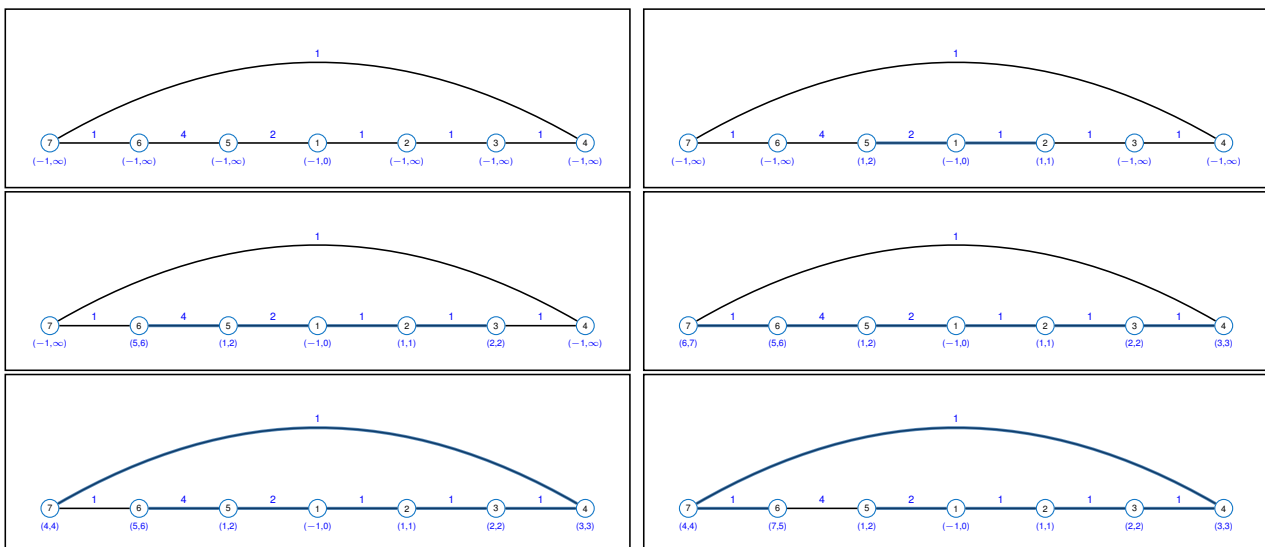 1
1 4 2 1 1 1
7 6 5 1 2 3 4
(−1,∞) (−1,∞) (−1,∞) (−1,0) (−1,∞) (−1,∞) (−1,∞)
1
1 4 2 1 1 1
7 6 5 1 2 3 4
(−1,∞) (−1,∞) (1,2) (−1,0) (1,1) (−1,∞) (−1,∞)
1
1 4 2 1 1 1
7 6 5 1 2 3 4
(−1,∞) (5,6) (1,2) (−1,0) (1,1) (2,2) (−1,∞)
1
1 4 2 1 1 1
7 6 5 1 2 3 4
(6,7) (5,6) (1,2) (−1,0) (1,1) (2,2) (3,3)
1
1 4 2 1 1 1
7 6 5 1 2 3 4
(4,4) (5,6) (1,2) (−1,0) (1,1) (2,2) (3,3)
1
1 4 2 1 1 1
7 6 5 1 2 3 4
(4,4) (7,5) (1,2) (−1,0) (1,1) (2,2) (3,3)